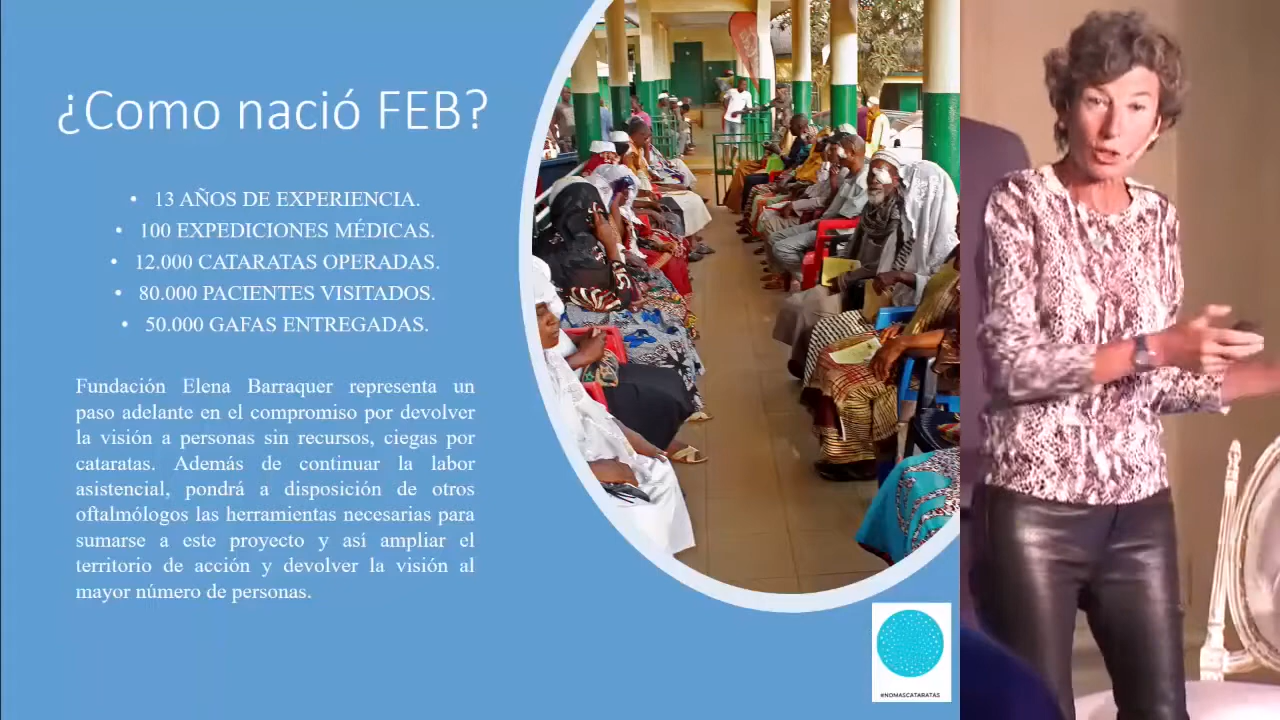 ¿Como nació FEB?
• 13 AÑOS DE EXPERIENCIA.
• 100 EXPEDICIONES MÉDICAS.
• 12.000 CATARATAS OPERADAS.
• 80.000 PACIENTES VISITADOS.
• 50.000 GAFAS ENTREGADAS.
Fundación Elena Barraquer representa un
paso adelante en el compromiso por devolver
la visión a personas sin recursos, ciegas por
cataratas. Además de continuar la labor
asistencial, pondrá a disposición de otros
oftalmólogos las herramientas necesarias para
sumarse a este proyecto y así ampliar el
territorio de acción y devolver la visión al
mayor número de personas.
#NOMASCATARATAS